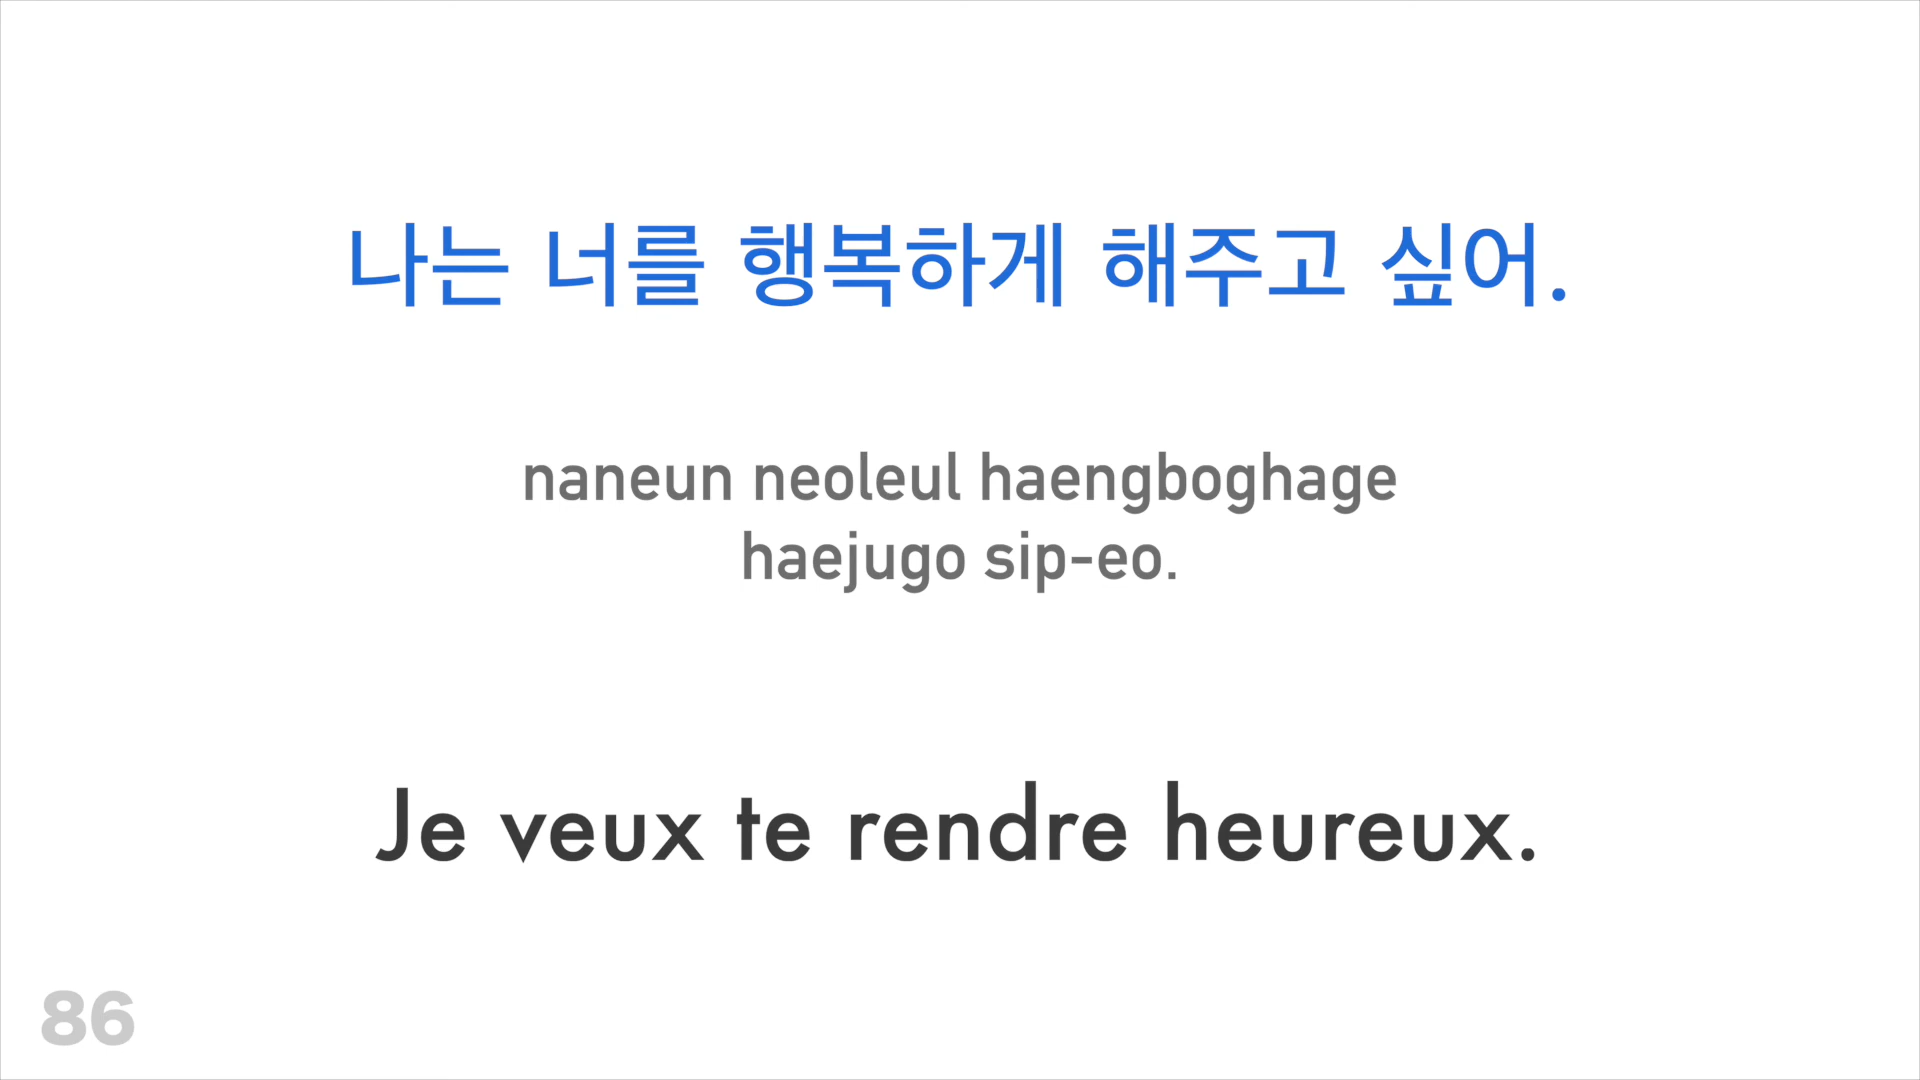 나는 너를 행복하게 해주고 싶어.
naneun neoleul haengboghage
haejugo sip-eo.
Je veux te rendre heureux.
86